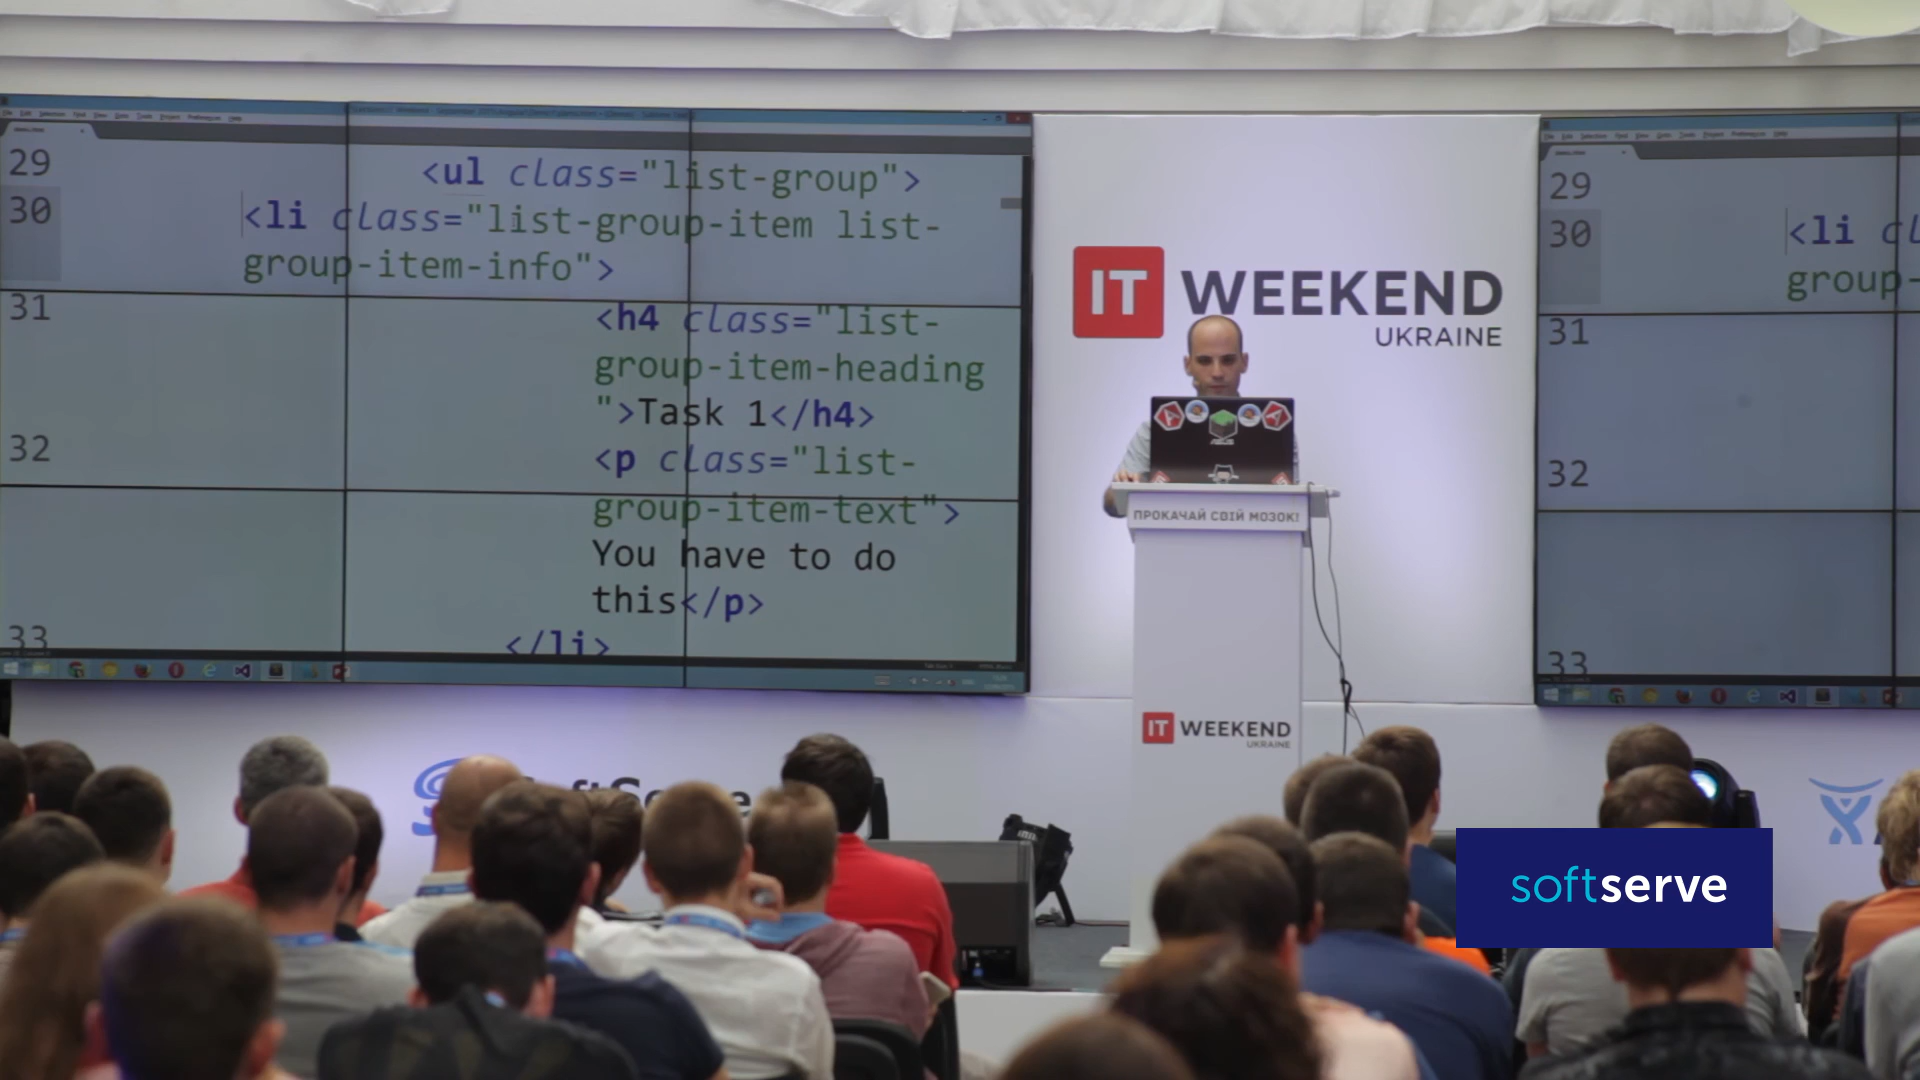 29
<ul class="list-group">
30
<li class="list-group-item list-
group-item-info">
31
<h4 class="list-
group-item-heading
">Task 1</h4>
32
<p class="list-
group-item-text">
You have to do
this</p>
33
</li>
IT WEEKEND
UKRAINE
ASUS
ПРОКАЧАЙ СВІЙ МОЗОК!
IT WEEKEND
UKRAINE
29
30
<li cl
group-
31
32
33
softserve